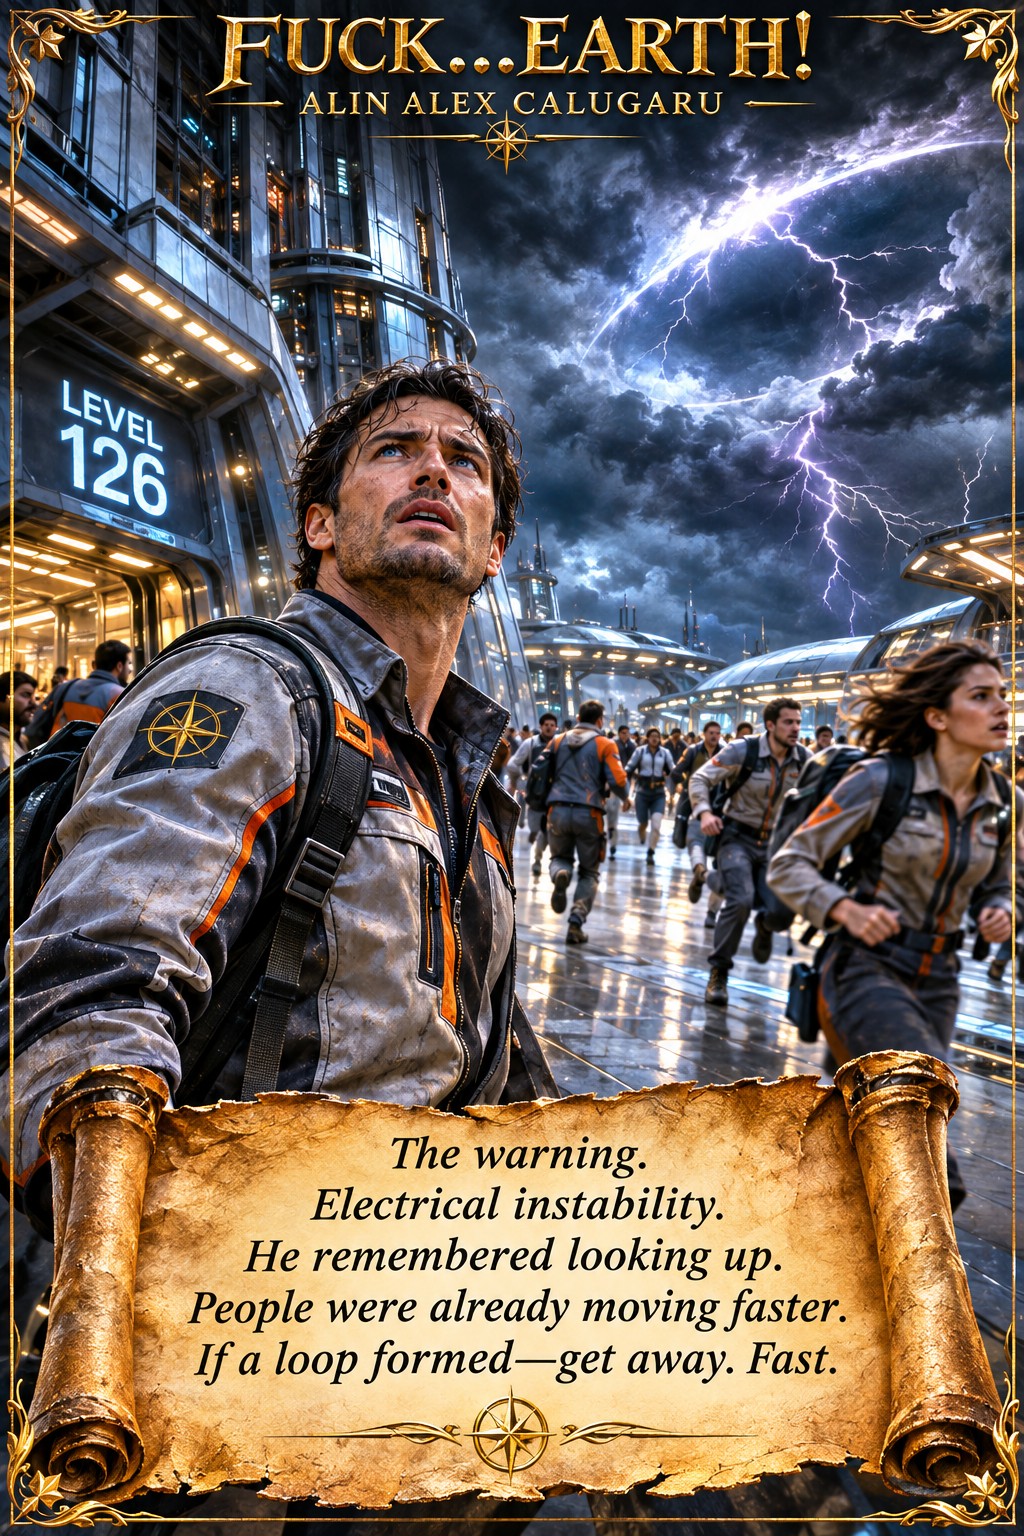 FUCK...EARTH!
ALIN ALEX CALUGARU
LEVEL
126
The warning.
Electrical instability.
He remembered looking up.
People were already moving faster.
If a loop formed—get away. Fast.